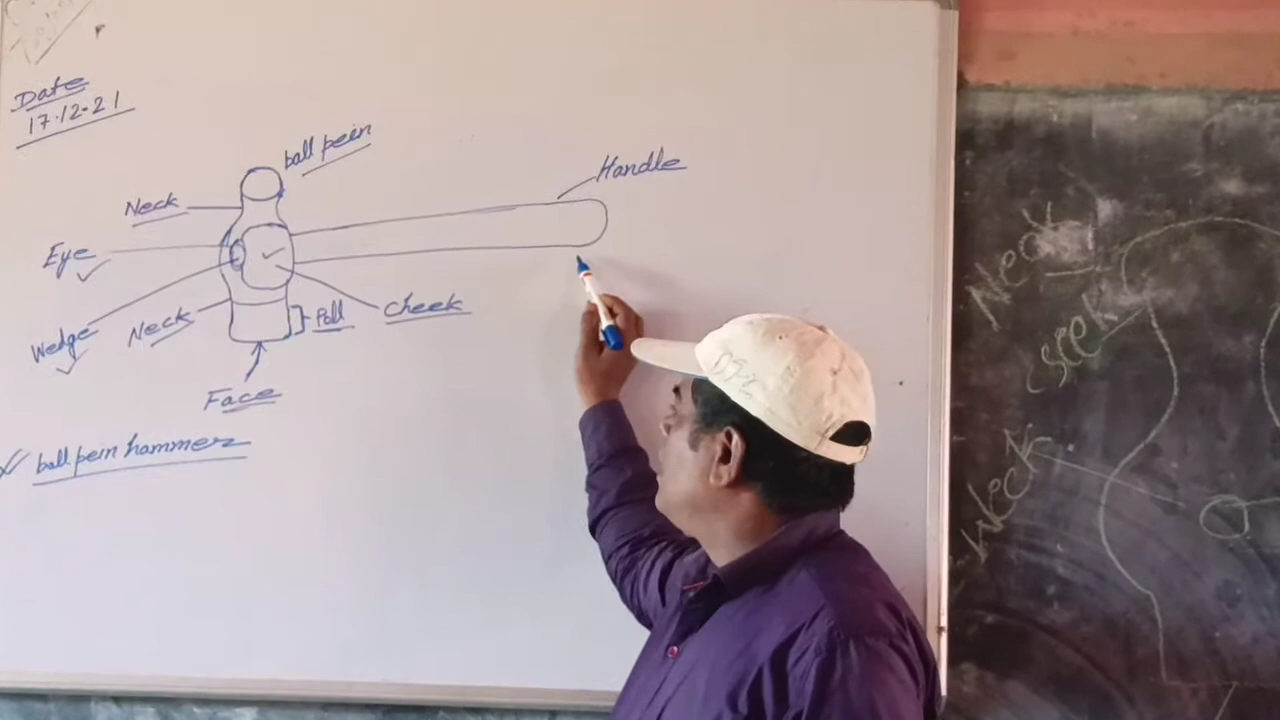 Date
17.12.21
ball pein
Handle
Neck
Eye
Wedge
Neck
Poll
Cheek
Face
ball pein hammer
Neck
Neck